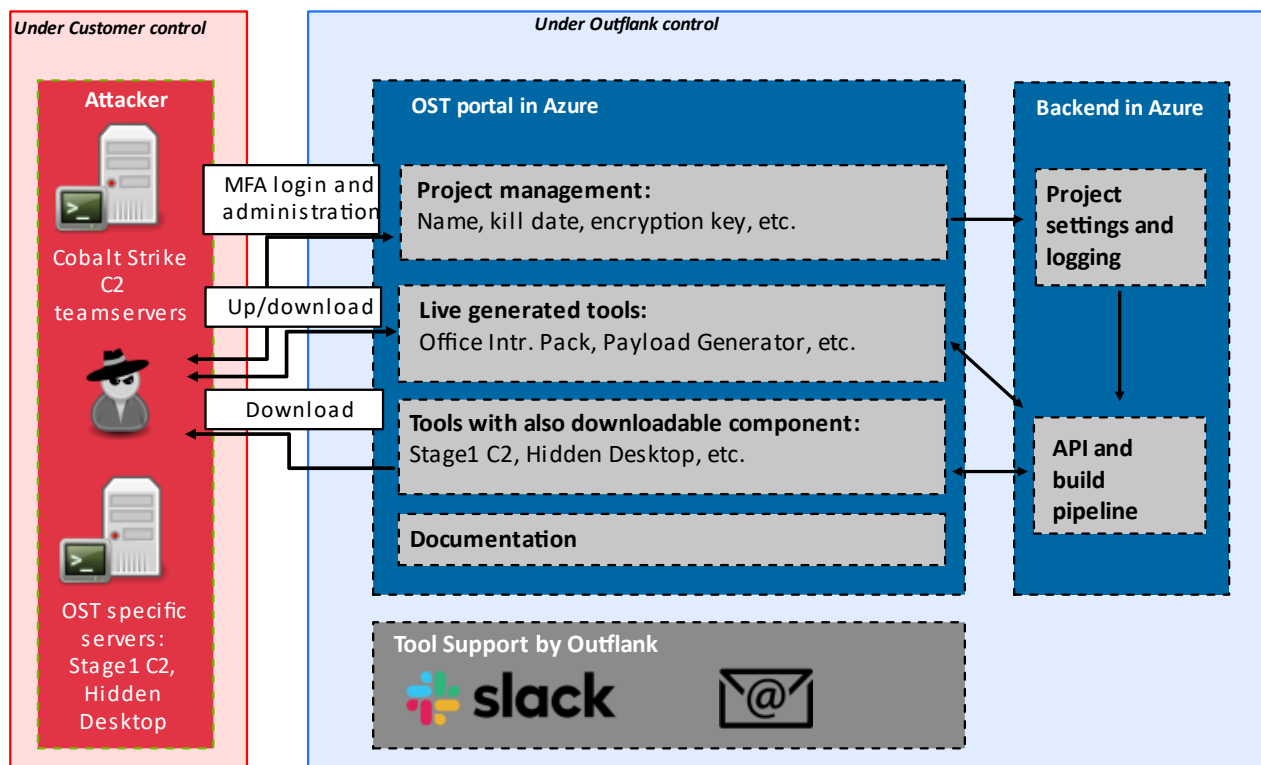 Under Customer control
Under Outflank control
Attacker
Cobalt Strike
C2
teamservers
OST specific
servers:
Stage1 C2,
Hidden
Desktop
MFA login and
administration
Up/download
Download
OST portal in Azure
Project management:
Name, kill date, encryption key, etc.
Live generated tools:
Office Intr. Pack, Payload Generator, etc.
Tools with also downloadable component:
Stage1 C2, Hidden Desktop, etc.
Documentation
Backend in Azure
Project
settings and
logging
API and
build
pipeline
Tool Support by Outflank
slack
@